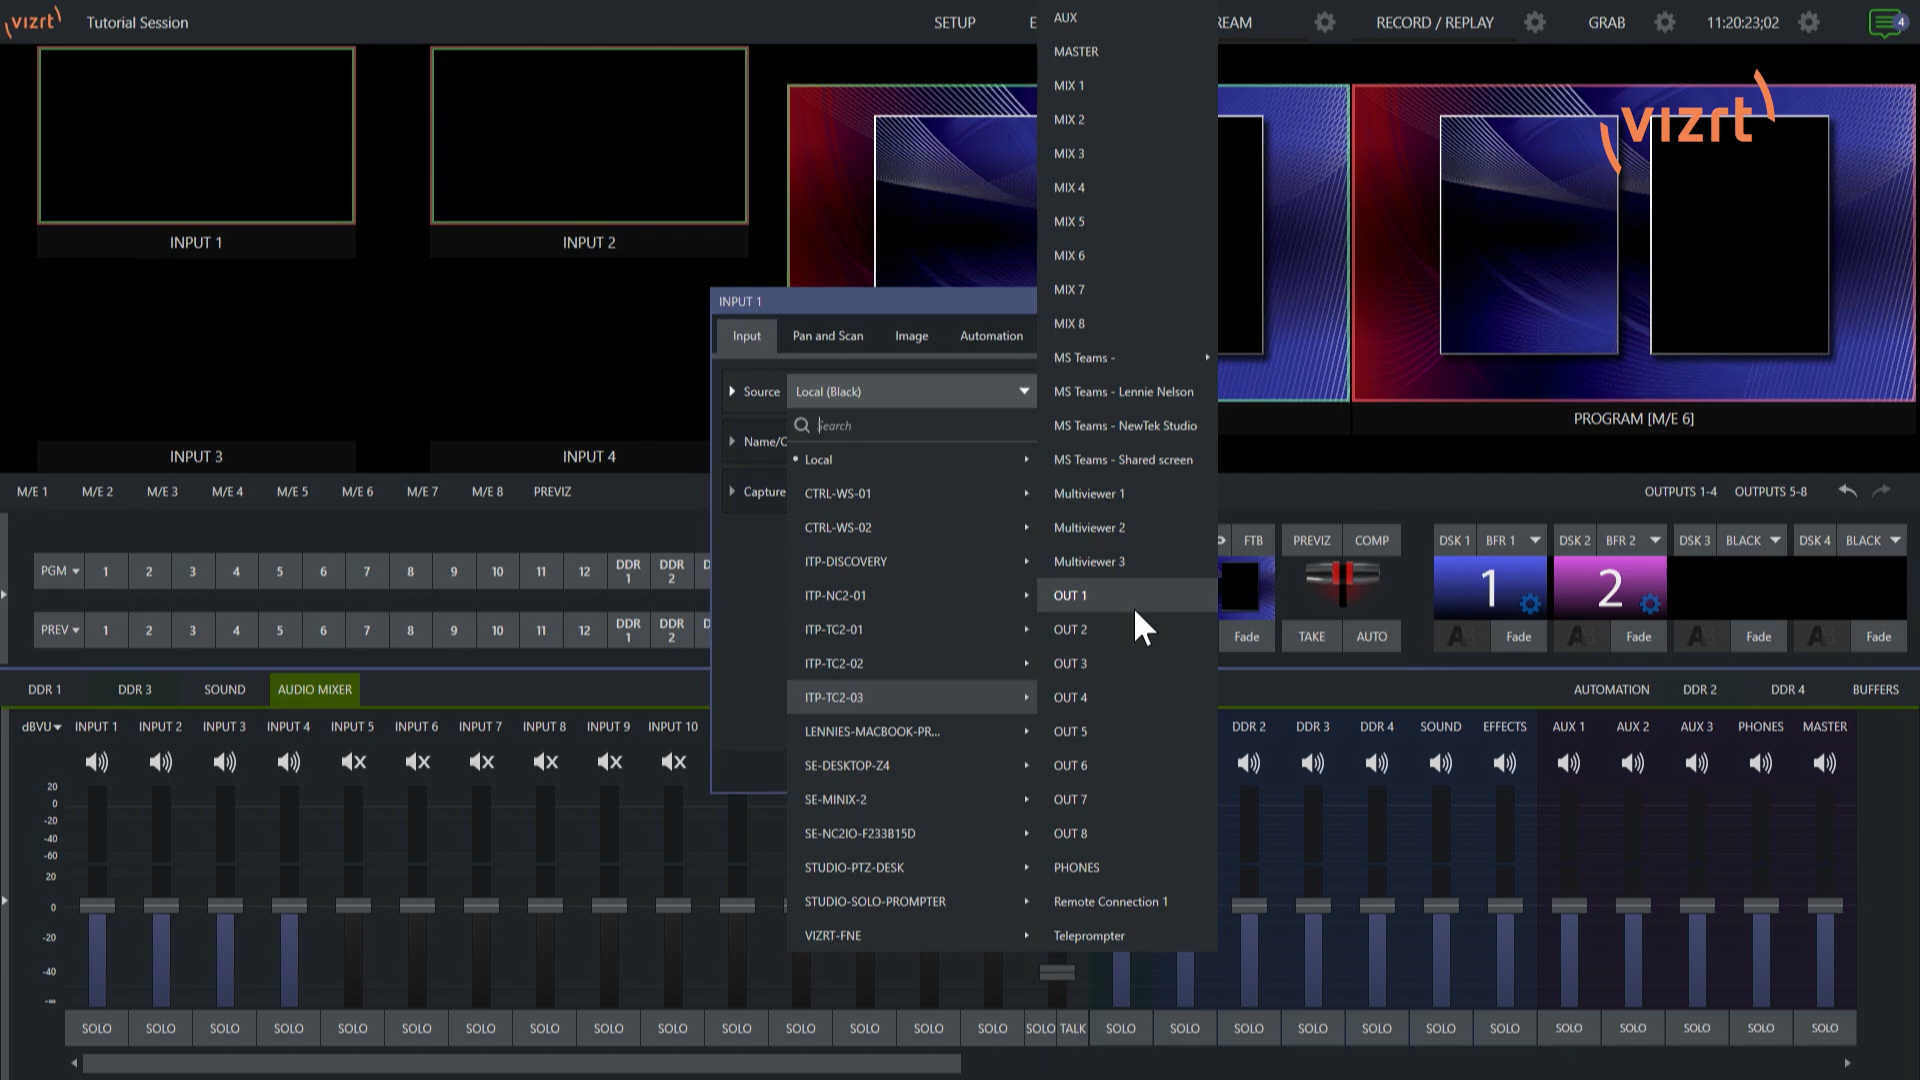 vizrt
Tutorial Session
SETUP
E
REAM
RECORD / REPLAY
GRAB
11:20:23;02
4
INPUT 1
INPUT 2
INPUT 3
INPUT 4
vizrt
PROGRAM [M/E 6]
INPUT 1
Input
Pan and Scan
Image
Automation
Source
Local (Black)
Name/C
Capture
Search
Local
CTRL-WS-01
CTRL-WS-02
ITP-DISCOVERY
ITP-NC2-01
ITP-TC2-01
ITP-TC2-02
ITP-TC2-03
LENNIES-MACBOOK-PR...
SE-DESKTOP-Z4
SE-MINIX-2
SE-NC2IO-F233B15D
STUDIO-PTZ-DESK
STUDIO-SOLO-PROMPTER
VIZRT-FNE
AUX
MASTER
MIX 1
MIX 2
MIX 3
MIX 4
MIX 5
MIX 6
MIX 7
MIX 8
MS Teams -
MS Teams - Lennie Nelson
MS Teams - NewTek Studio
MS Teams - Shared screen
Multiviewer 1
Multiviewer 2
Multiviewer 3
OUT 1
OUT 2
OUT 3
OUT 4
OUT 5
OUT 6
OUT 7
OUT 8
PHONES
Remote Connection 1
Teleprompter
M/E 1
M/E 2
M/E 3
M/E 4
M/E 5
M/E 6
M/E 7
M/E 8
PREVIZ
OUTPUTS 1-4
OUTPUTS 5-8
PGM 1 2 3 4 5 6 7 8 9 10 11 12 DDR 1 DDR 2 D
PREV 1 2 3 4 5 6 7 8 9 10 11 12 DDR 1 DDR 2 D
FTB
PREVIZ
COMP
Fade
TAKE
AUTO
DSK 1 BFR 1
DSK 2 BFR 2
DSK 3 BLACK
DSK 4 BLACK
1
2
Fade
Fade
Fade
Fade
DDR 1
DDR 3
SOUND
AUDIO MIXER
AUTOMATION
DDR 2
DDR 4
BUFFERS
dBVU INPUT 1 INPUT 2 INPUT 3 INPUT 4 INPUT 5 INPUT 6 INPUT 7 INPUT 8 INPUT 9 INPUT 10
DDR 2 DDR 3 DDR 4 SOUND EFFECTS AUX 1 AUX 2 AUX 3 PHONES MASTER
20
0
-20
-40
-60
20
0
-20
-40
-∞
SOLO SOLO SOLO SOLO SOLO SOLO SOLO SOLO SOLO SOLO SOLO SOLO SOLO SOLO SOLO SOLO TALK SOLO SOLO SOLO SOLO SOLO SOLO SOLO SOLO SOLO SOLO SOLO SOLO